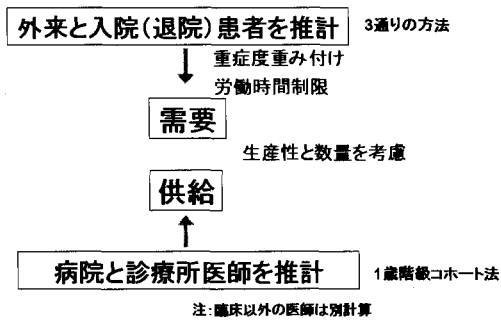 外来と入院(退院)患者を推計 3通りの方法
重症度重み付け
労働時間制限
需要
生産性と数量を考慮
供給
病院と診療所医師を推計 1歳階級コホート法
注:臨床以外の医師は別計算